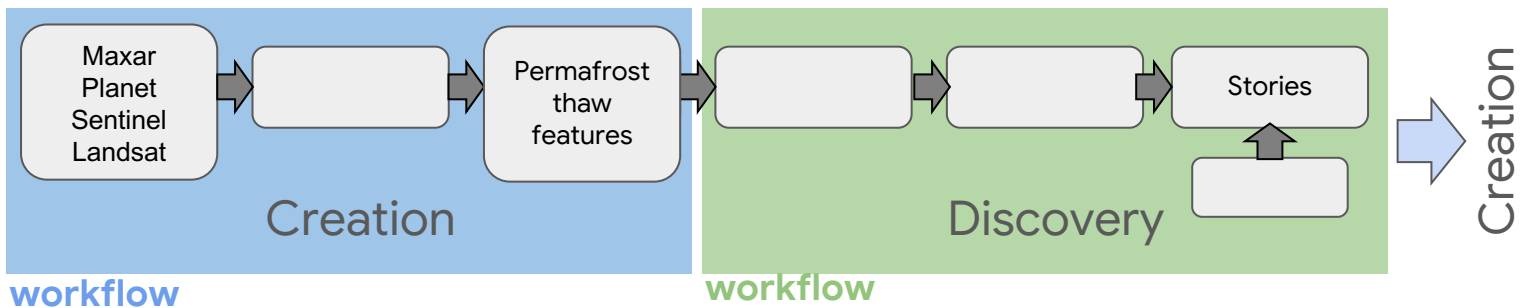 Maxar
Planet
Sentinel
Landsat
Permafrost
thaw
features
Stories
Creation
Discovery
Creation
workflow
workflow